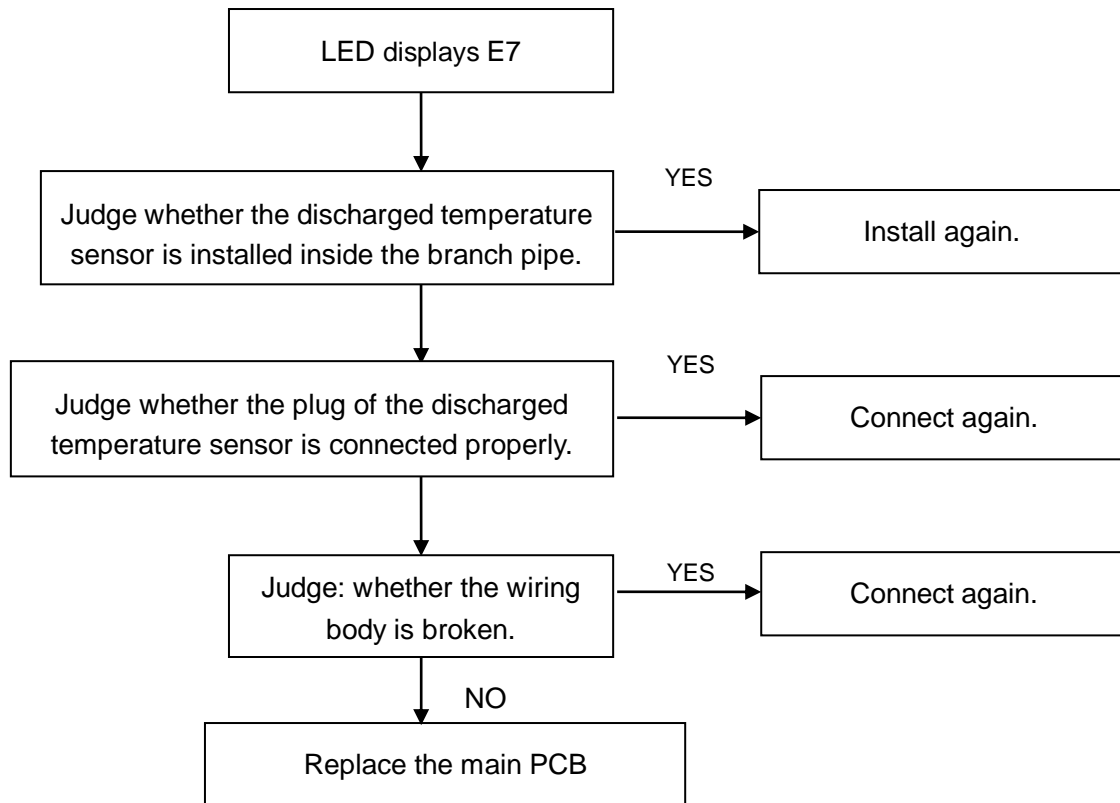 LED displays E7
YES
Judge whether the discharged temperature
sensor is installed inside the branch pipe.
Install again.
YES
Judge whether the plug of the discharged
temperature sensor is connected properly.
Connect again.
YES
Judge: whether the wiring
body is broken.
Connect again.
NO
Replace the main PCB